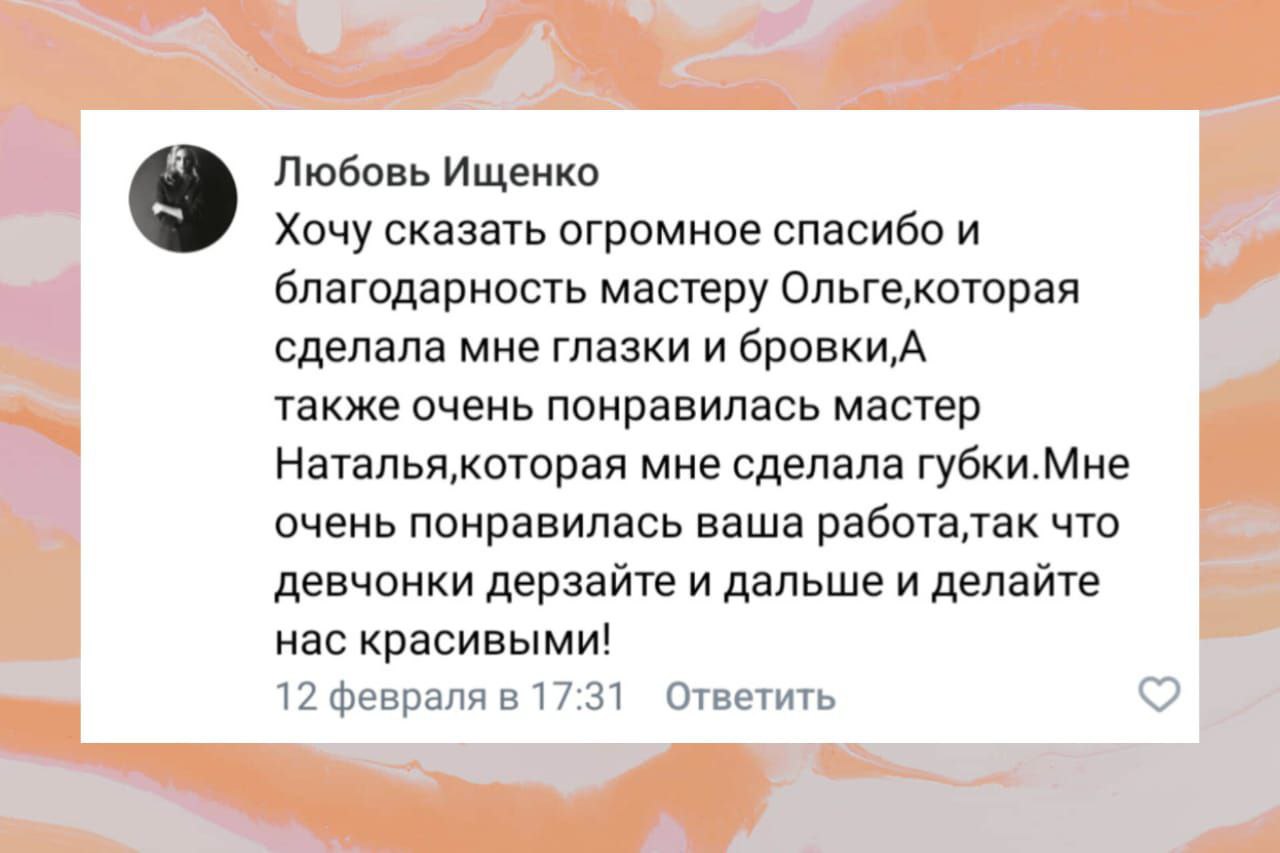 Любовь Ищенко
Хочу сказать огромное спасибо и
благодарность мастеру Ольге,которая
сделала мне глазки и бровки,А
также очень понравилась мастер
Наталья,которая мне сделала губки.Мне
очень понравилась ваша работа,так что
девчонки дерзайте и дальше и делайте
нас красивыми!
12 февраля в 17:31 Ответить